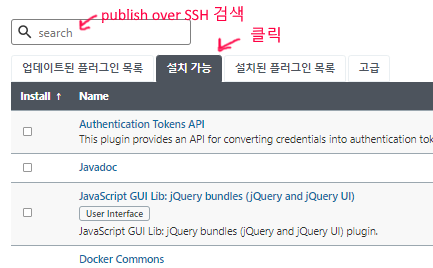 publish over SSH 검색
search
클릭
업데이트된 플러그인 목록
설치 가능
설치된 플러그인 목록
고급
Install ↑ Name
Authentication Tokens API
This plugin provides an API for converting credentials into authentication tok
Javadoc
JavaScript GUI Lib: jQuery bundles (jQuery and jQuery UI)
User Interface
JavaScript GUI Lib: jQuery bundles (jQuery and jQuery UI) plugin.
Docker Commons